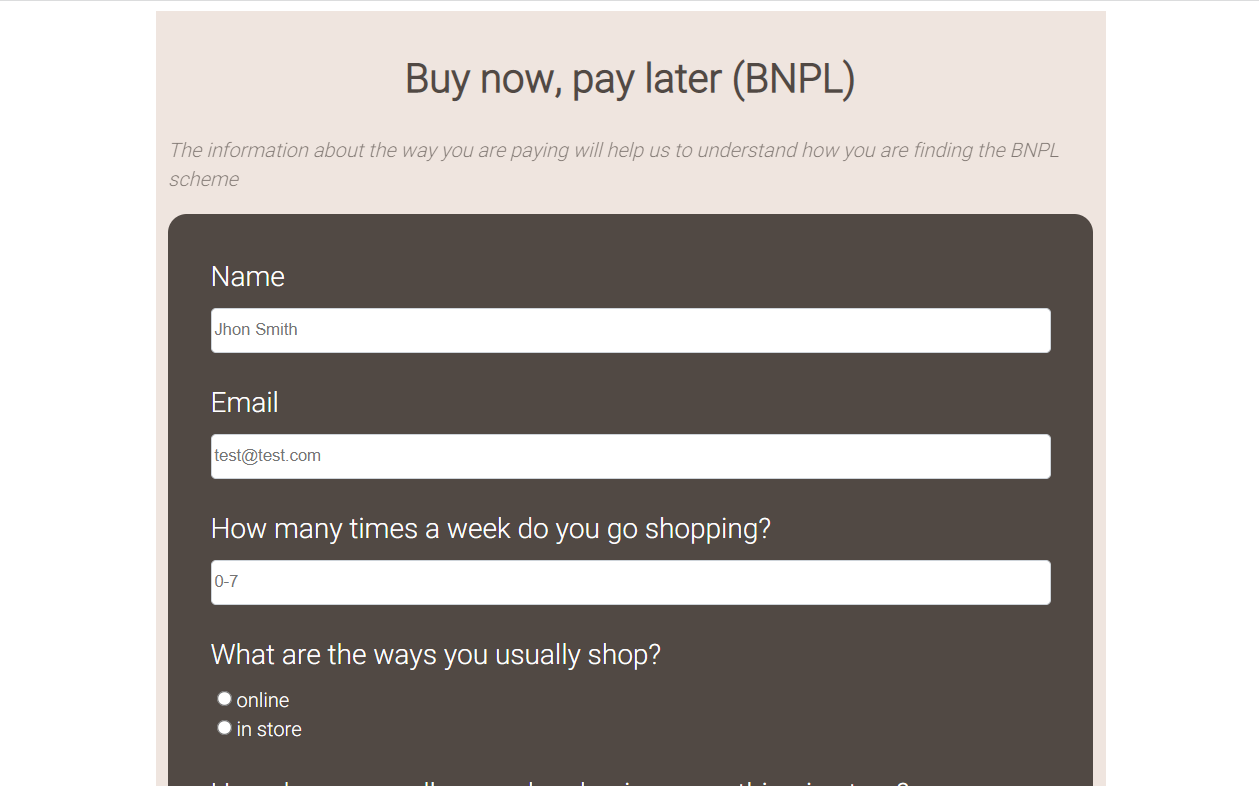 Buy now, pay later (BNPL)
The information about the way you are paying will help us to understand how you are finding the BNPL
scheme
Name
Jhon Smith
Email
test@test.com
How many times a week do you go shopping?
0-7
What are the ways you usually shop?
online
in store